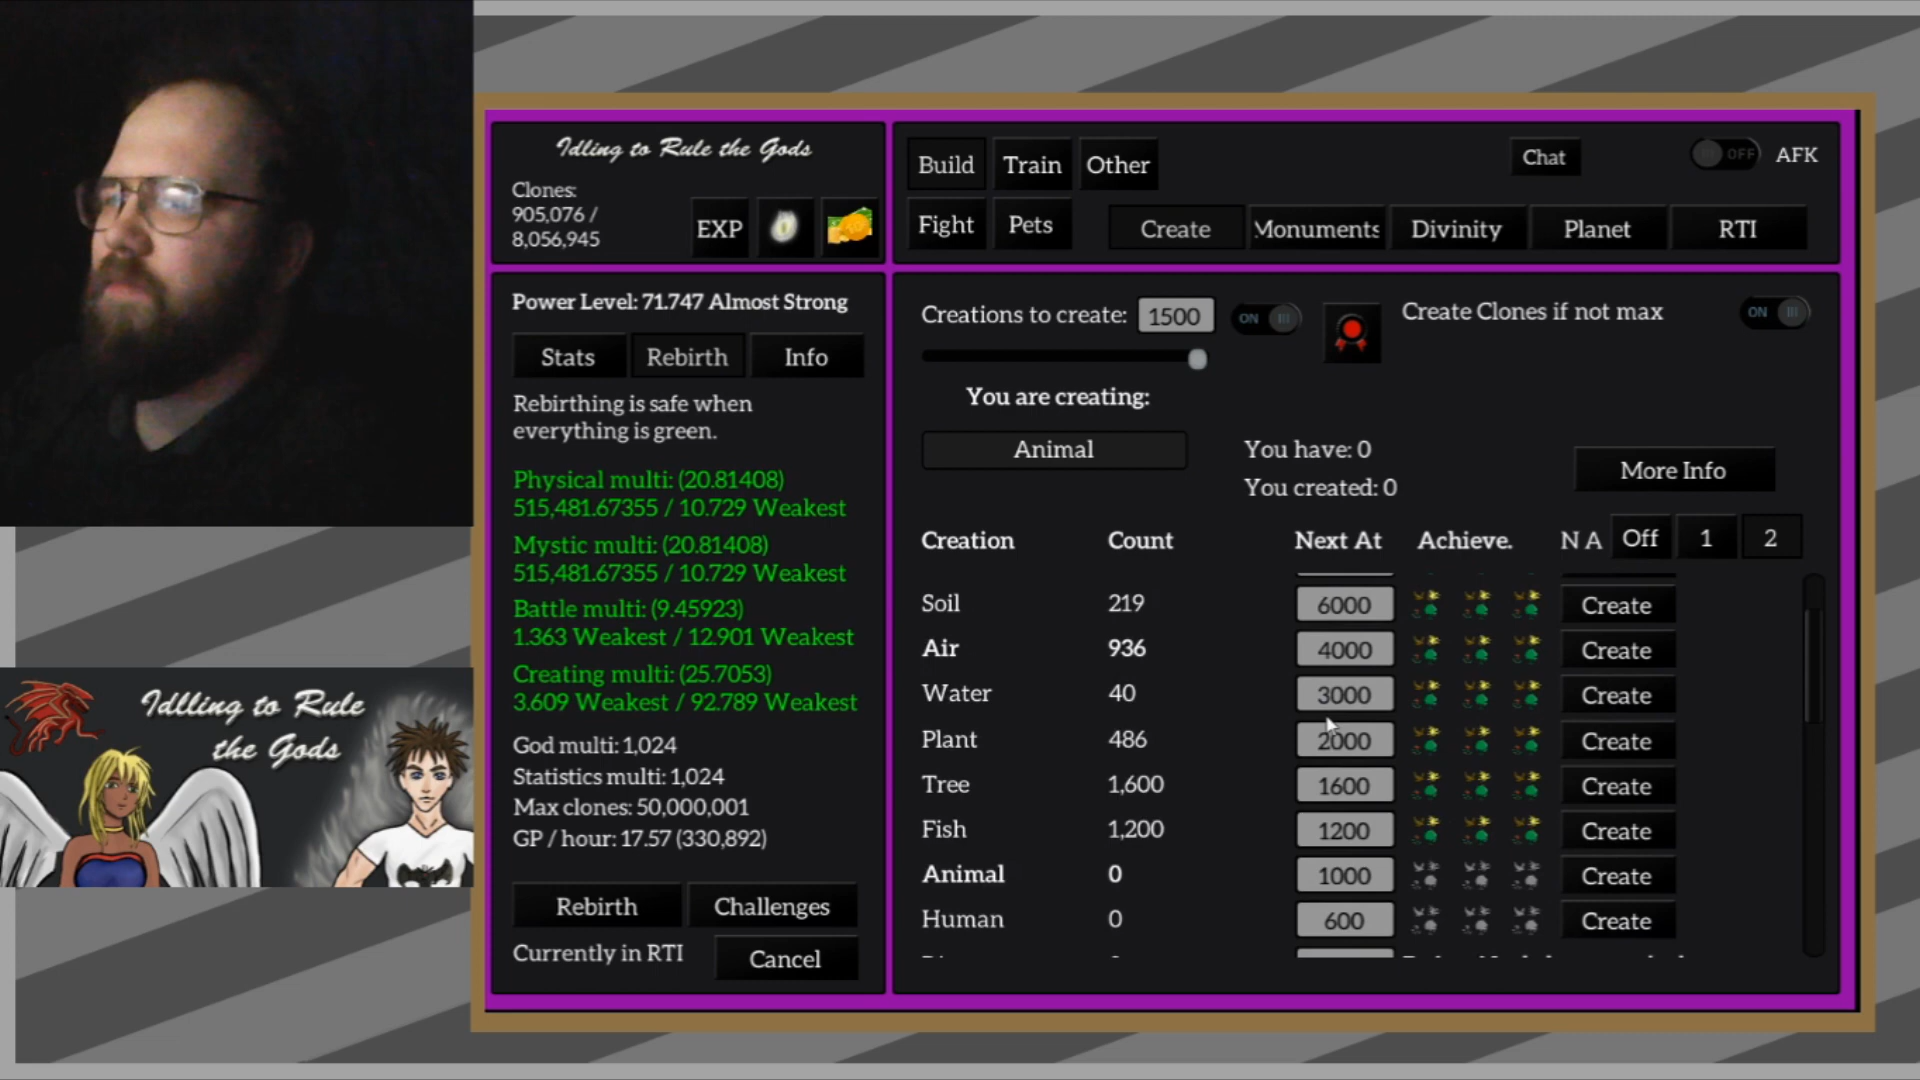 Idling to Rule the Gods
Clones:
905,076 /
8,056,945
EXP
Build
Train
Other
Chat
OFF
AFK
Fight
Pets
Create
Monuments
Divinity
Planet
RTI
Power Level: 71.747 Almost Strong
Stats
Rebirth
Info
Rebirthing is safe when
everything is green.
Physical multi: (20.81408)
515,481.67355 / 10.729 Weakest
Mystic multi: (20.81408)
515,481.67355 / 10.729 Weakest
Battle multi: (9.45923)
1.363 Weakest / 12.901 Weakest
Creating multi: (25.7053)
3.609 Weakest / 92.789 Weakest
God multi: 1,024
Statistics multi: 1,024
Max clones: 50,000,001
GP / hour: 17.57 (330,892)
Rebirth
Challenges
Currently in RTI
Cancel
Creations to create:
1500
ON
Create Clones if not max
ON
You are creating:
Animal
You have: 0
You created: 0
More Info
Creation Count Next At Achieve. N A Off 1 2
Soil 219 6000 Create
Air 936 4000 Create
Water 40 3000 Create
Plant 486 2000 Create
Tree 1,600 1600 Create
Fish 1,200 1200 Create
Animal 0 1000 Create
Human 0 600 Create
Idlling to Rule
the Gods